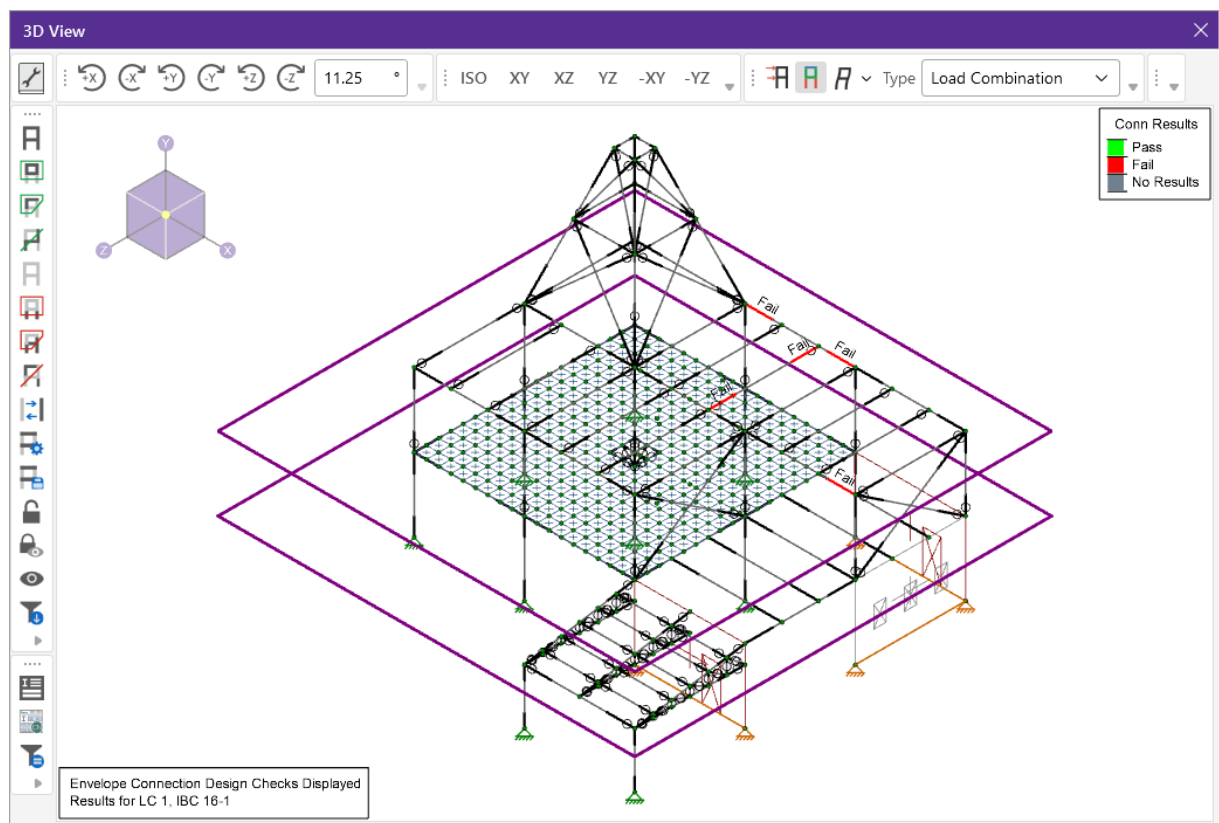 3D View
+X -X +Y -Y +Z -Z 11.25 ° ISO XY XZ YZ -XY -YZ Type Load Combination
Conn Results
Pass
Fail
No Results
Y
Z
X
Fail
Fail
Fail
Fail
Fail
Envelope Connection Design Checks Displayed
Results for LC 1, IBC 16-1